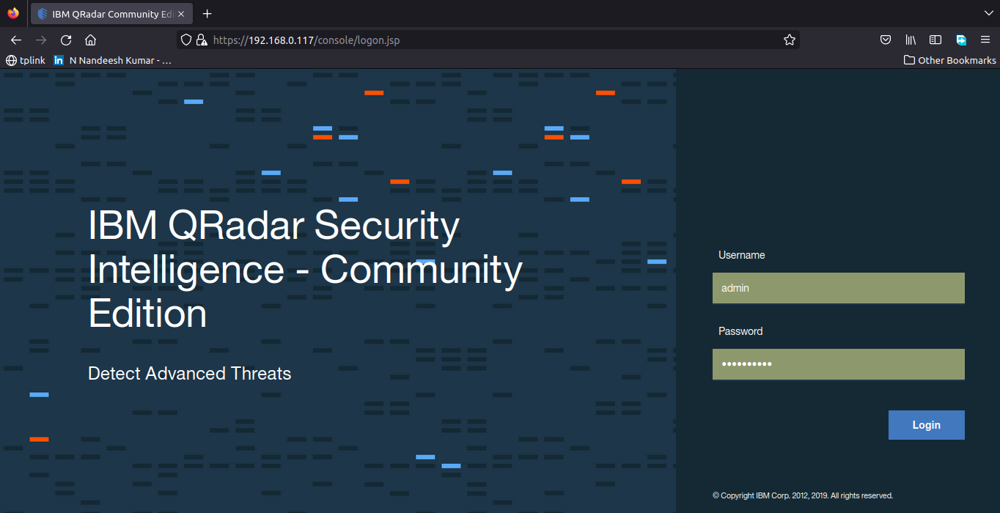 IBM QRadar Community Edi
https://192.168.0.117/console/logon.jsp
tplink
N Nandeesh Kumar - …
Other Bookmarks
IBM QRadar Security
Intelligence - Community
Edition
Detect Advanced Threats
Username
admin
Password
••••••••••
Login
© Copyright IBM Corp. 2012, 2019. All rights reserved.